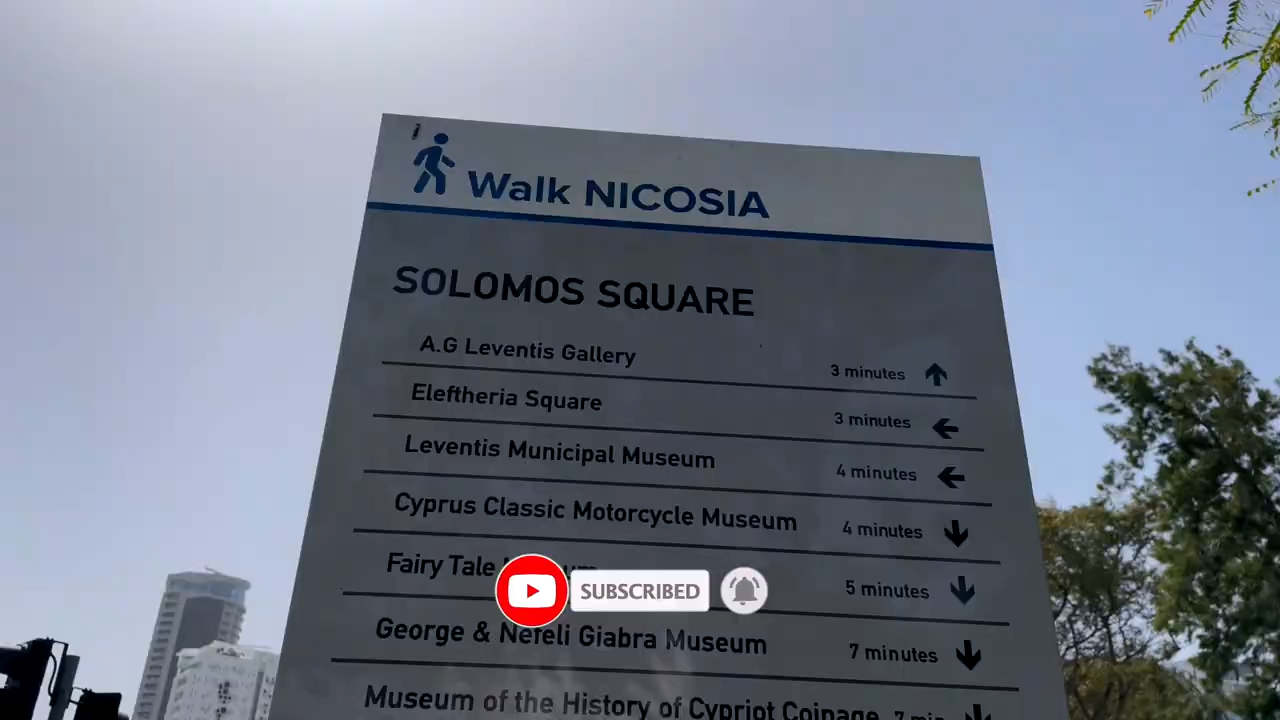 Walk NICOSIA
SOLOMOS SQUARE
A.G Leventis Gallery 3 minutes
Eleftheria Square 3 minutes
Leventis Municipal Museum 4 minutes
Cyprus Classic Motorcycle Museum 4 minutes
Fairy Tale 5 minutes
SUBSCRIBED
George & Nefeli Giabra Museum 7 minutes
Museum of the History of Cypriot Coinage 7 min